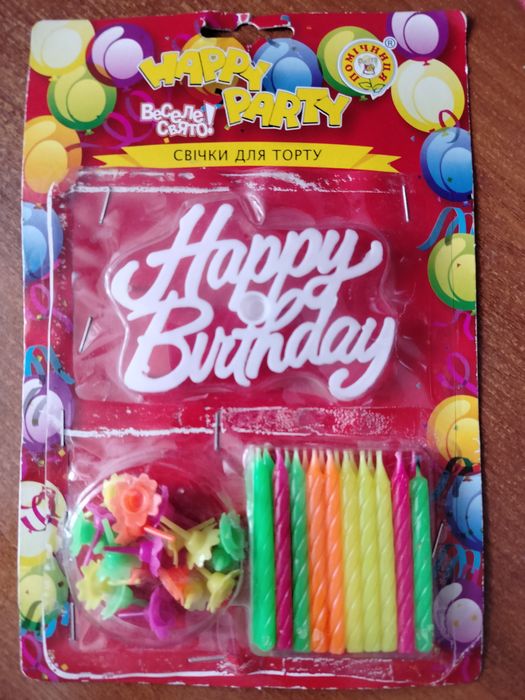 HAPPY
PARTY
ПОМІЧНИЦЯ
®
Веселе
свято!
СВІЧКИ ДЛЯ ТОРТУ
Happy
Birthday